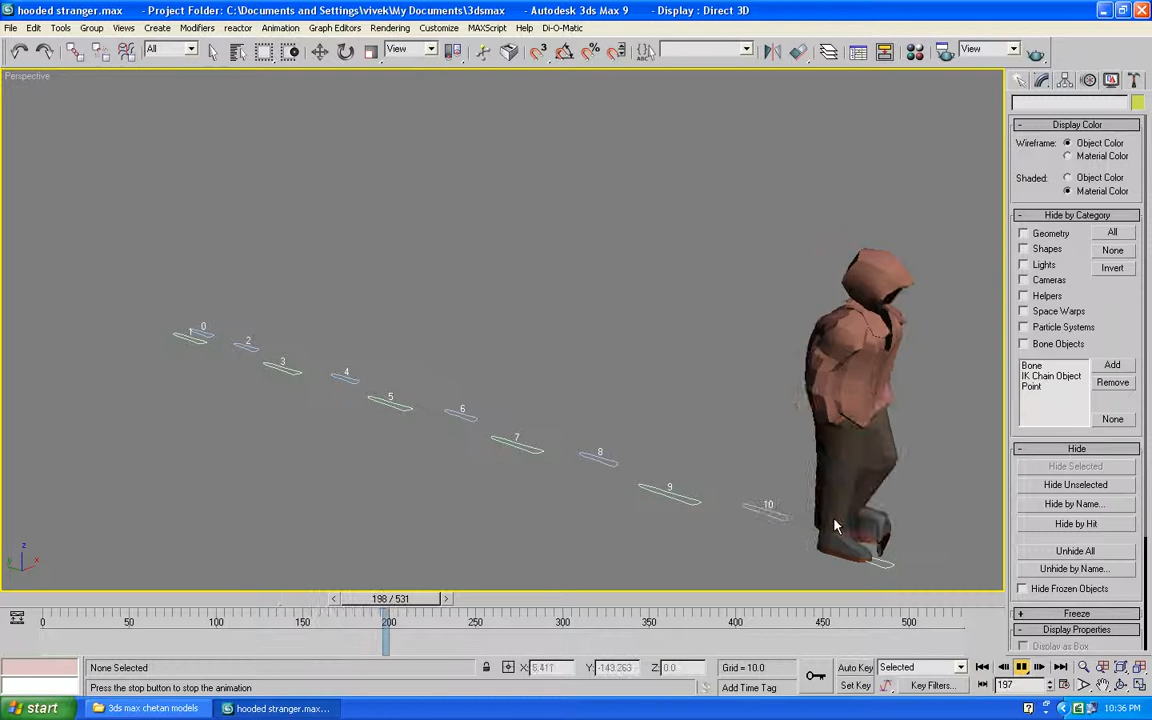 hooded stranger.max - Project Folder: C:\Documents and Settings\vivek\My Documents\3dsmax - Autodesk 3ds Max 9 - Display : Direct 3D
File Edit Tools Group Views Create Modifiers reactor Animation Graph Editors Rendering Customize MAXScript Help Di-O-Matic
All View 3 View
Perspective
0 1 2 3 4 5 6 7 8 9 10
z x y
Display Color
Wireframe: Object Color
Material Color
Shaded: Object Color
Material Color
Hide by Category
Geometry All
Shapes None
Lights Invert
Cameras
Helpers
Space Warps
Particle Systems
Bone Objects
Bone Add
IK Chain Object Remove
Point
None
Hide
Hide Selected
Hide Unselected
Hide by Name...
Hide by Hit
Unhide All
Unhide by Name...
Hide Frozen Objects
Freeze
Display Properties
Display as Box
< 198 / 531 >
0 50 100 150 200 250 300 350 400 450 500
None Selected X: 5.417 Y: -143.263 Z: 0.0 Grid = 10.0 Auto Key Selected
Press the stop button to stop the animation Add Time Tag Set Key Key Filters... 197
start 3ds max chetan models hooded stranger.max... 10:36 PM